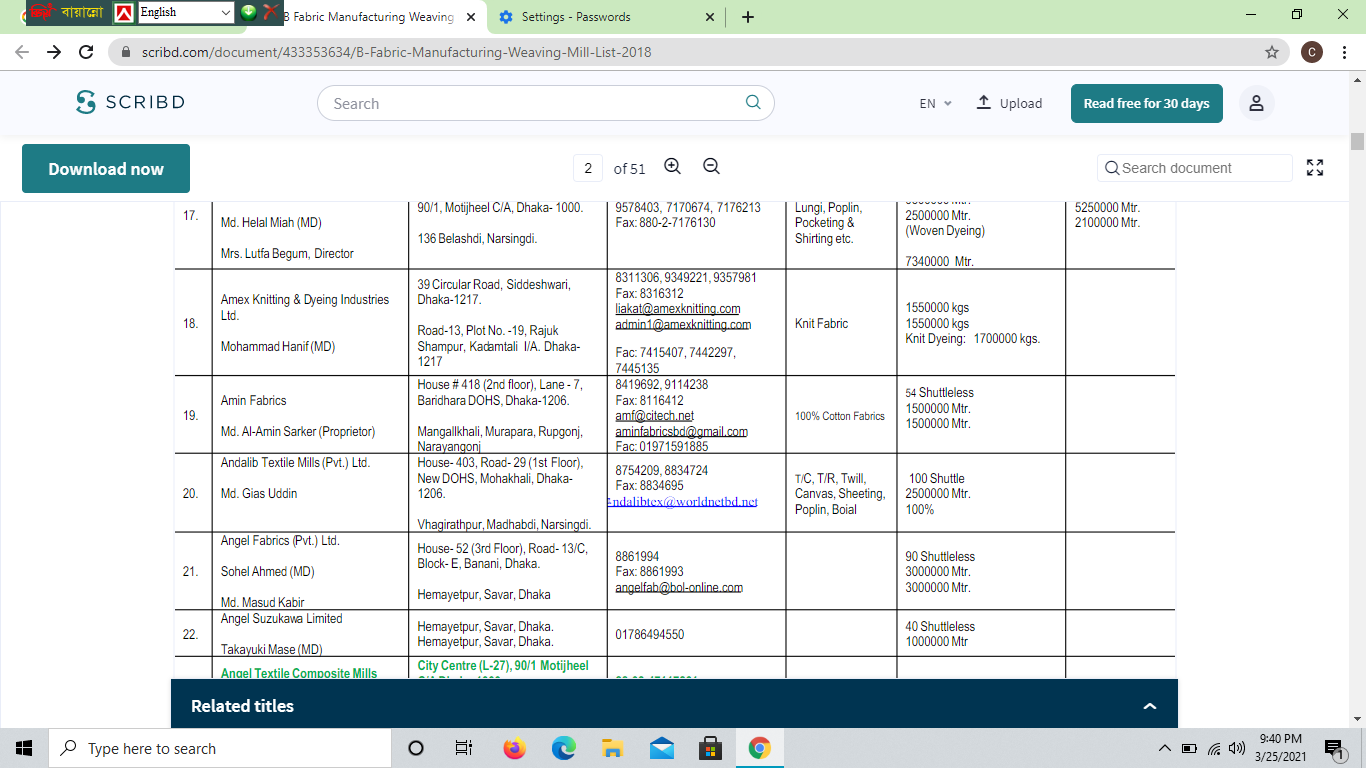 বায়ান্নো English
B Fabric Manufacturing Weaving
Settings - Passwords
scribd.com/document/433353634/B-Fabric-Manufacturing-Weaving-Mill-List-2018
C
SCRIBD
Search
EN
Upload
Read free for 30 days
Download now
2 of 51
Search document
17.
Md. Helal Miah (MD)
Mrs. Lutfa Begum, Director
90/1, Motijheel C/A, Dhaka- 1000.
136 Belashdi, Narsingdi.
9578403, 7170674, 7176213
Fax: 880-2-7176130
Lungi, Poplin,
Pocketing &
Shirting etc.
2500000 Mtr.
(Woven Dyeing)
7340000 Mtr.
5250000 Mtr.
2100000 Mtr.
18.
Amex Knitting & Dyeing Industries
Ltd.
Mohammad Hanif (MD)
39 Circular Road, Siddeshwari,
Dhaka-1217.
Road-13, Plot No. -19, Rajuk
Shampur, Kadamtali I/A. Dhaka-
1217
8311306, 9349221, 9357981
Fax: 8316312
liakat@amexknitting.com
admin1@amexknitting.com
Fac: 7415407, 7442297,
7445135
Knit Fabric
1550000 kgs
1550000 kgs
Knit Dyeing: 1700000 kgs.
19.
Amin Fabrics
Md. Al-Amin Sarker (Proprietor)
House # 418 (2nd floor), Lane - 7,
Baridhara DOHS, Dhaka-1206.
Mangallkhali, Murapara, Rupgonj,
Narayangonj
8419692, 9114238
Fax: 8116412
amf@citech.net
aminfabricsbd@gmail.com
Fac: 01971591885
100% Cotton Fabrics
54 Shuttleless
1500000 Mtr.
1500000 Mtr.
20.
Andalib Textile Mills (Pvt.) Ltd.
Md. Gias Uddin
House- 403, Road- 29 (1st Floor),
New DOHS, Mohakhali, Dhaka-
1206.
Vhagirathpur, Madhabdi, Narsingdi.
8754209, 8834724
Fax: 8834695
andalibtex@worldnetbd.net
T/C, T/R, Twill,
Canvas, Sheeting,
Poplin, Boial
100 Shuttle
2500000 Mtr.
100%
21.
Angel Fabrics (Pvt.) Ltd.
Sohel Ahmed (MD)
Md. Masud Kabir
House- 52 (3rd Floor), Road- 13/C,
Block- E, Banani, Dhaka.
Hemayetpur, Savar, Dhaka
8861994
Fax: 8861993
angelfab@bol-online.com
90 Shuttleless
3000000 Mtr.
3000000 Mtr.
22.
Angel Suzukawa Limited
Takayuki Mase (MD)
Hemayetpur, Savar, Dhaka.
Hemayetpur, Savar, Dhaka.
01786494550
40 Shuttleless
1000000 Mtr
Angel Textile Composite Mills
City Centre (L-27), 90/1 Motijheel
Related titles
Type here to search
9:40 PM
3/25/2021
1